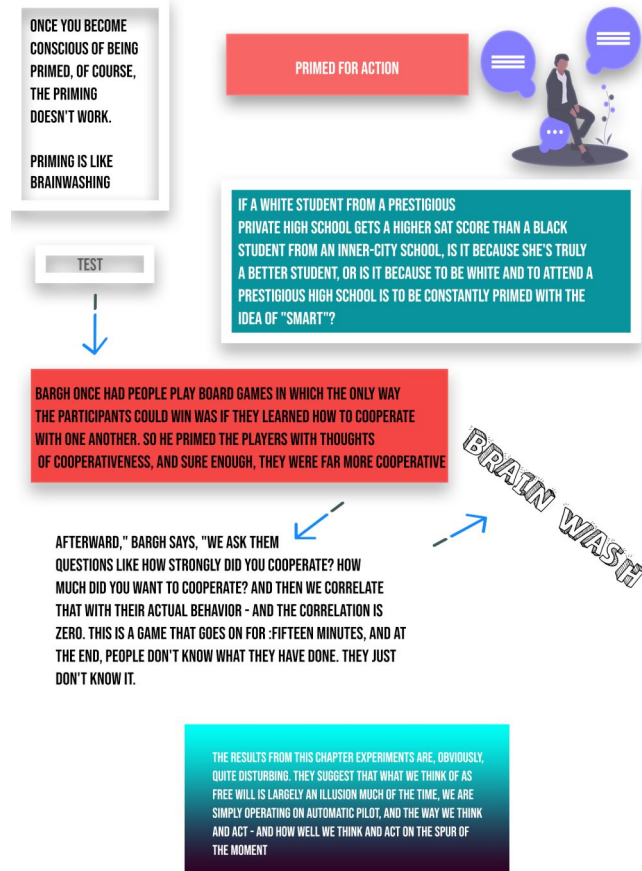 ONCE YOU BECOME
CONSCIOUS OF BEING
PRIMED, OF COURSE,
THE PRIMING
DOESN'T WORK.
PRIMING IS LIKE
BRAINWASHING
PRIMED FOR ACTION
IF A WHITE STUDENT FROM A PRESTIGIOUS
PRIVATE HIGH SCHOOL GETS A HIGHER SAT SCORE THAN A BLACK
STUDENT FROM AN INNER-CITY SCHOOL, IS IT BECAUSE SHE'S TRULY
A BETTER STUDENT, OR IS IT BECAUSE TO BE WHITE AND TO ATTEND A
PRESTIGIOUS HIGH SCHOOL IS TO BE CONSTANTLY PRIMED WITH THE
IDEA OF "SMART"?
TEST
BARGH ONCE HAD PEOPLE PLAY BOARD GAMES IN WHICH THE ONLY WAY
THE PARTICIPANTS COULD WIN WAS IF THEY LEARNED HOW TO COOPERATE
WITH ONE ANOTHER. SO HE PRIMED THE PLAYERS WITH THOUGHTS
OF COOPERATIVENESS, AND SURE ENOUGH, THEY WERE FAR MORE COOPERATIVE
BRAIN WASH
AFTERWARD," BARGH SAYS, "WE ASK THEM
QUESTIONS LIKE HOW STRONGLY DID YOU COOPERATE? HOW
MUCH DID YOU WANT TO COOPERATE? AND THEN WE CORRELATE
THAT WITH THEIR ACTUAL BEHAVIOR - AND THE CORRELATION IS
ZERO. THIS IS A GAME THAT GOES ON FOR :FIFTEEN MINUTES, AND AT
THE END, PEOPLE DON'T KNOW WHAT THEY HAVE DONE. THEY JUST
DON'T KNOW IT.
THE RESULTS FROM THIS CHAPTER EXPERIMENTS ARE, OBVIOUSLY,
QUITE DISTURBING. THEY SUGGEST THAT WHAT WE THINK OF AS
FREE WILL IS LARGELY AN ILLUSION MUCH OF THE TIME, WE ARE
SIMPLY OPERATING ON AUTOMATIC PILOT, AND THE WAY WE THINK
AND ACT - AND HOW WELL WE THINK AND ACT ON THE SPUR OF
THE MOMENT